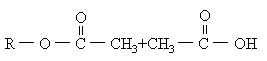 O O
R — O — C — CH₃+CH₃ — C — OH